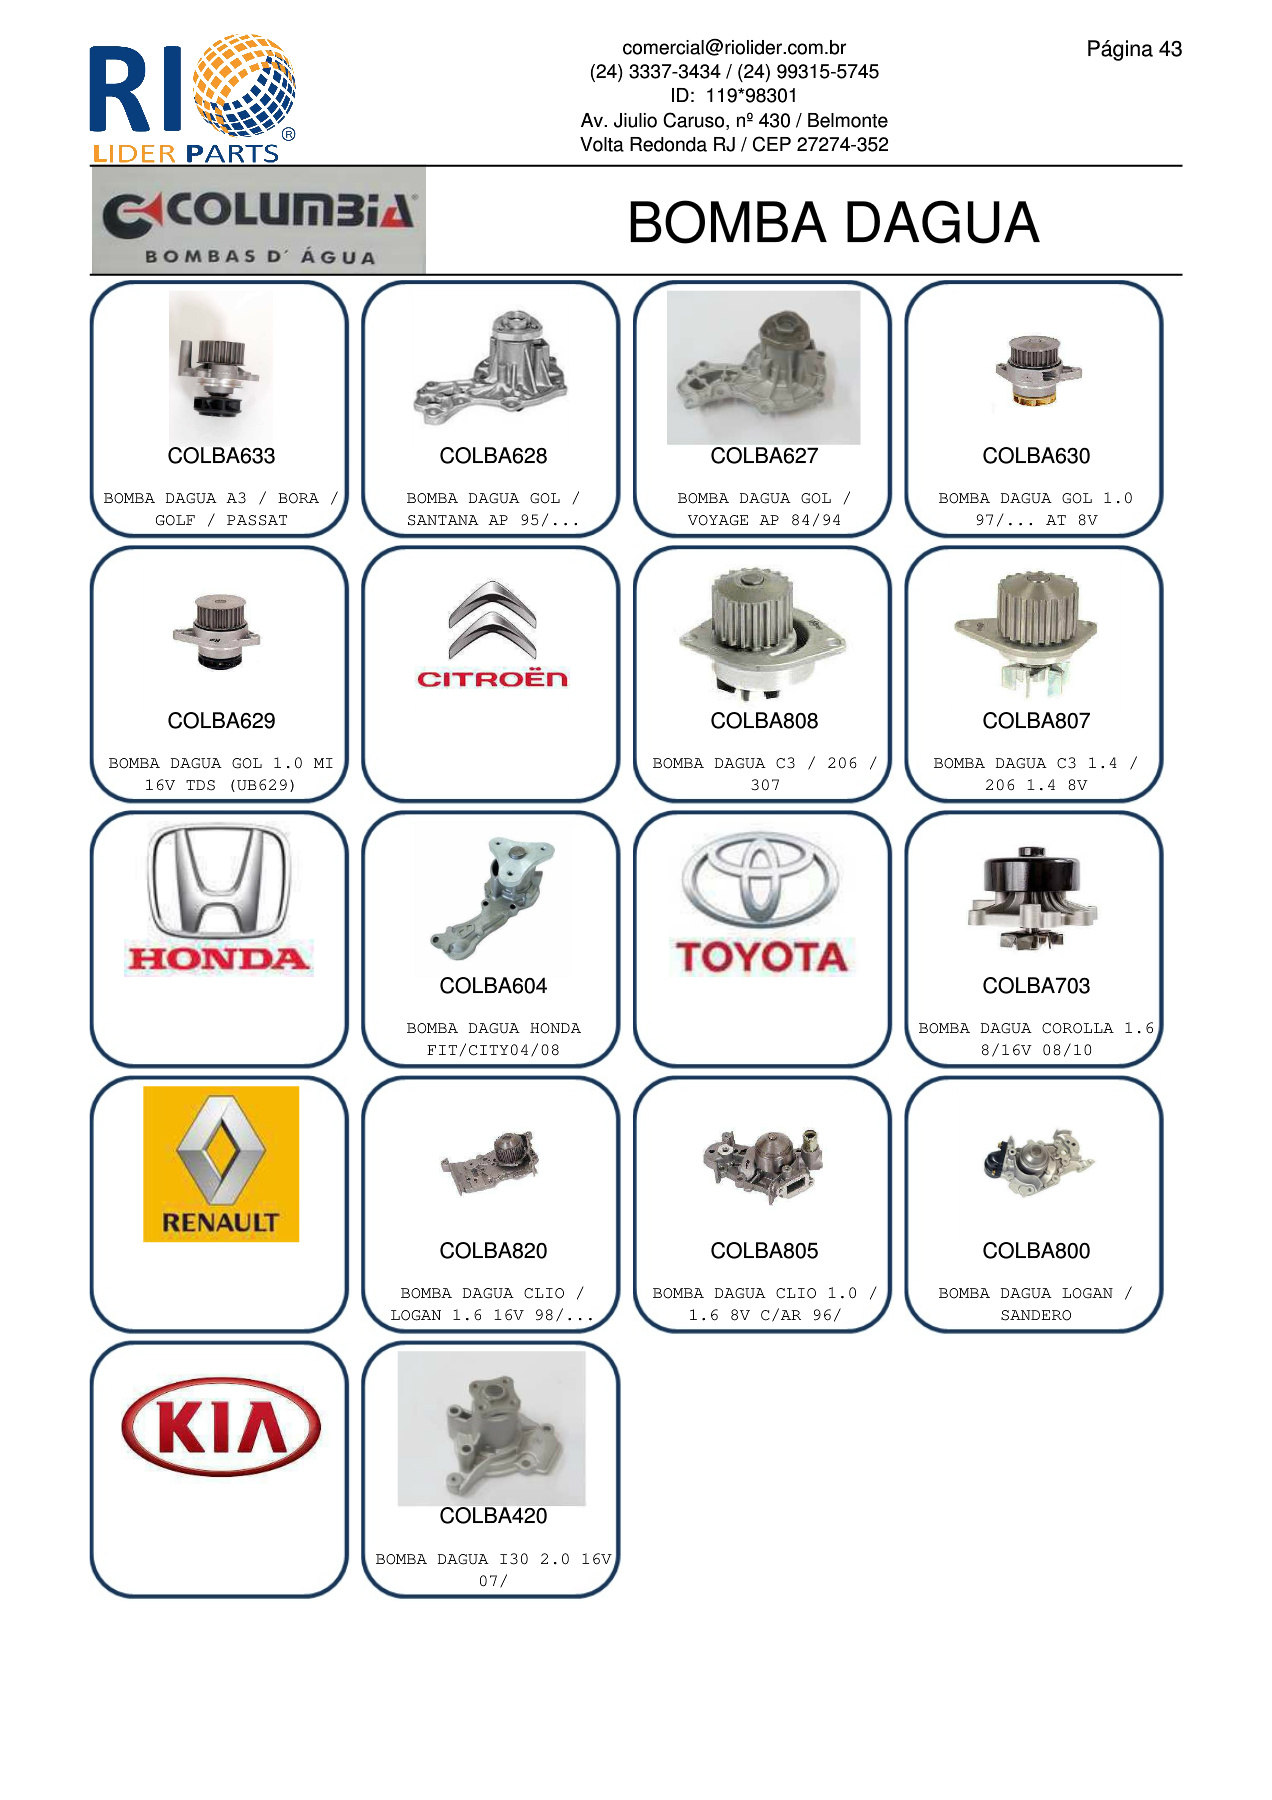 RIO
LIDER PARTS
®
comercial@riolider.com.br
(24) 3337-3434 / (24) 99315-5745
ID: 119*98301
Av. Jiulio Caruso, nº 430 / Belmonte
Volta Redonda RJ / CEP 27274-352
Página 43
COLUMBIA
BOMBAS D´ ÁGUA
BOMBA DAGUA
COLBA633
BOMBA DAGUA A3 / BORA /
GOLF / PASSAT
COLBA628
BOMBA DAGUA GOL /
SANTANA AP 95/...
COLBA627
BOMBA DAGUA GOL /
VOYAGE AP 84/94
COLBA630
BOMBA DAGUA GOL 1.0
97/... AT 8V
COLBA629
BOMBA DAGUA GOL 1.0 MI
16V TDS (UB629)
CITROËN
COLBA808
BOMBA DAGUA C3 / 206 /
307
COLBA807
BOMBA DAGUA C3 1.4 /
206 1.4 8V
HONDA
COLBA604
BOMBA DAGUA HONDA
FIT/CITY04/08
TOYOTA
COLBA703
BOMBA DAGUA COROLLA 1.6
8/16V 08/10
RENAULT
COLBA820
BOMBA DAGUA CLIO /
LOGAN 1.6 16V 98/...
COLBA805
BOMBA DAGUA CLIO 1.0 /
1.6 8V C/AR 96/
COLBA800
BOMBA DAGUA LOGAN /
SANDERO
KIA
COLBA420
BOMBA DAGUA I30 2.0 16V
07/